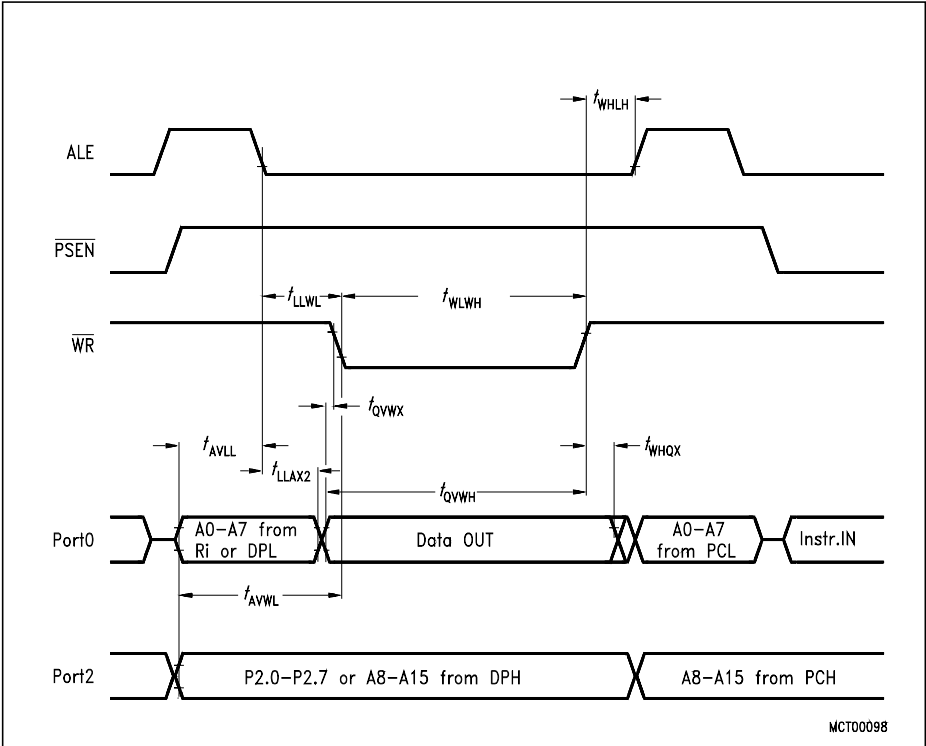 tWHLH
ALE
PSEN
tLLWL
tWLWH
WR
tQVWX
tAVLL
tWHQX
tLLAX2
tQVWH
Port0
A0-A7 from
Ri or DPL
Data OUT
A0-A7
from PCL
Instr.IN
tAVWL
Port2
P2.0-P2.7 or A8-A15 from DPH
A8-A15 from PCH
MCT00098